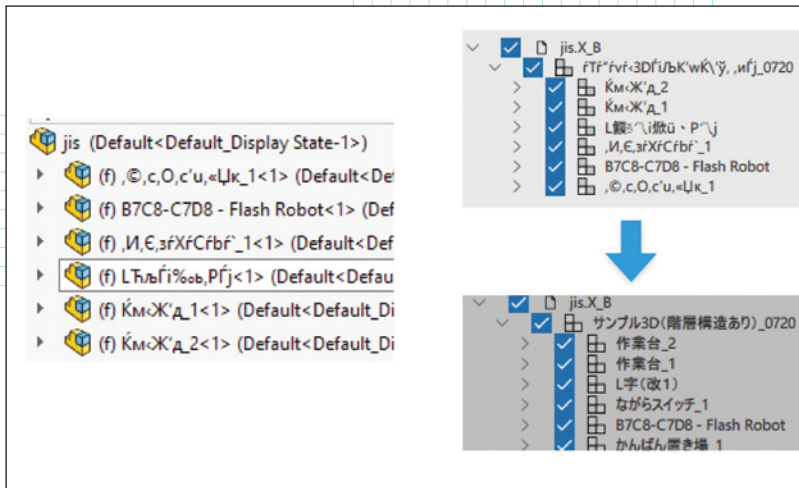 jis (Default<Default_Display State-1>)
(f) ‚©‚c‚O‚c'u‚«Џк_1<1> (Default<De
(f) B7C8-C7D8 - Flash Robot<1> (Def
(f) ‚И‚Є‚зѓXѓCѓbѓ`_1<1> (Default<Def
(f) LЋљЃi‰ь‚PЃj<1> (Default<Defau
(f) Ќм‹Ж'д_1<1> (Default<Default_Di
(f) Ќм‹Ж'д_2<1> (Default<Default_Di
jis.X_B
Ќм‹Ж'д_2
Ќм‹Ж'д_1
‚И‚Є‚зѓXѓCѓbѓ`_1
B7C8-C7D8 - Flash Robot
‚©‚c‚O‚c'u‚«Џк_1
jis.X_B
サンプル3D(階層構造あり)_0720
作業台_2
作業台_1
L字(改1)
ながらスイッチ_1
B7C8-C7D8 - Flash Robot
かんばん置き場_1